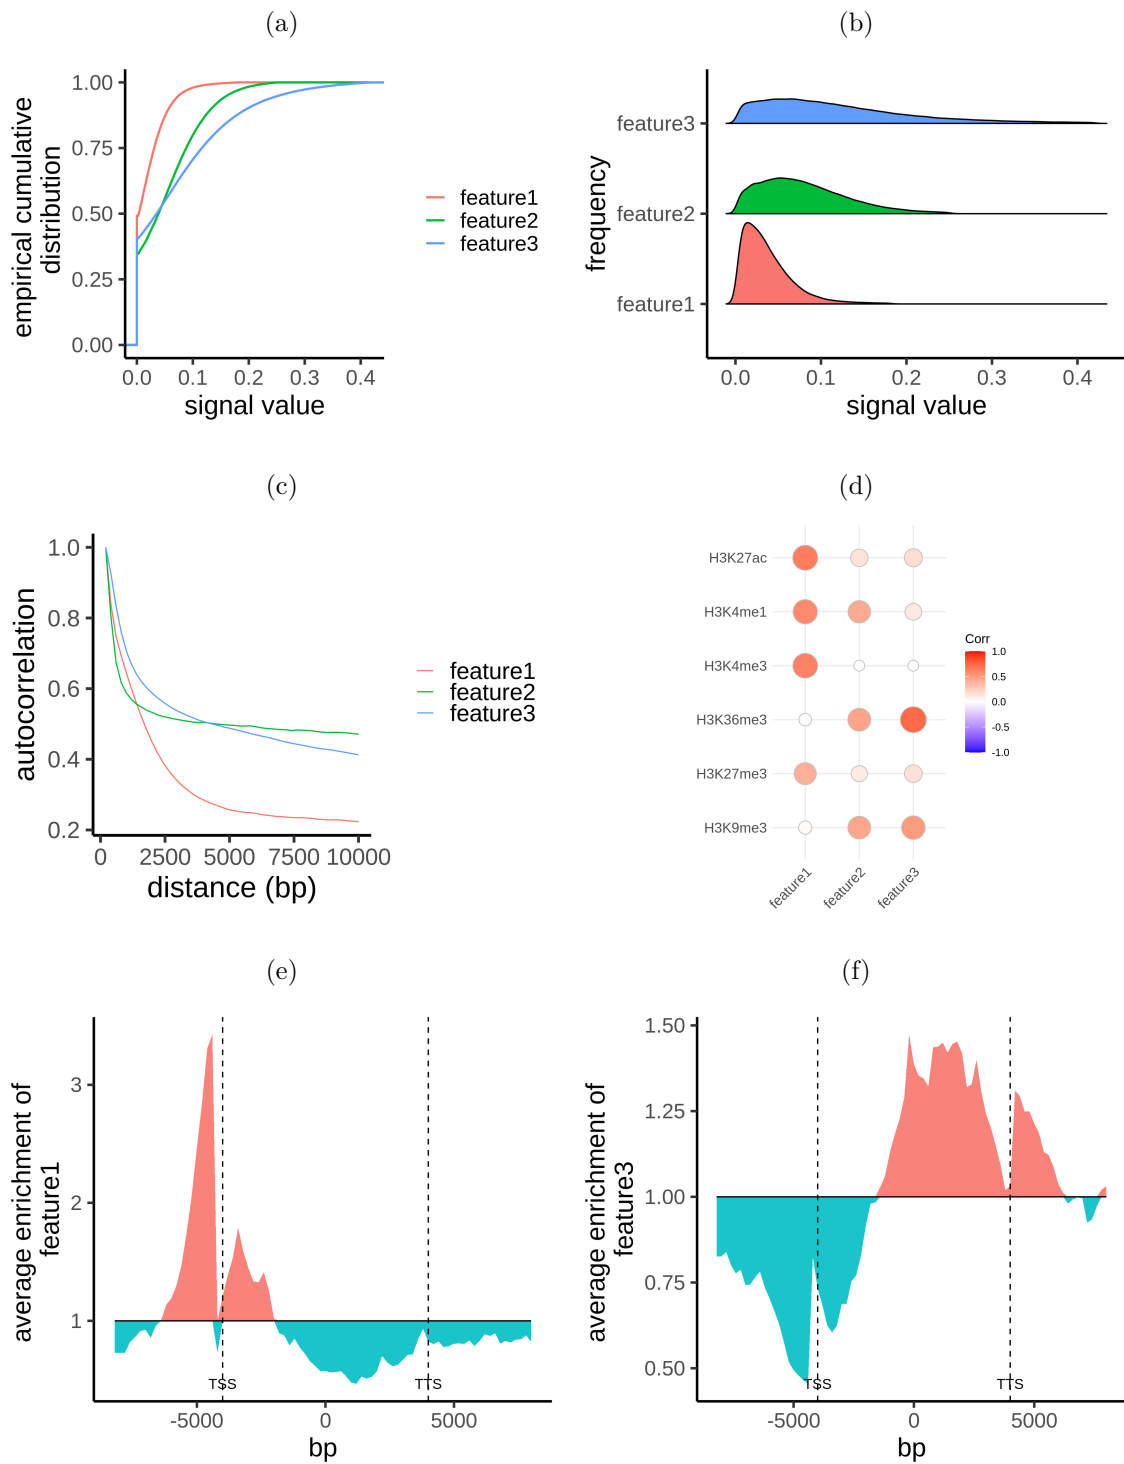 (a)
empirical cumulative
distribution
1.00
0.75
0.50
0.25
0.00
0.0 0.1 0.2 0.3 0.4
signal value
feature1
feature2
feature3
(b)
frequency
feature3
feature2
feature1
0.0 0.1 0.2 0.3 0.4
signal value
(c)
autocorrelation
1.0
0.8
0.6
0.4
0.2
0 2500 5000 7500 10000
distance (bp)
feature1
feature2
feature3
(d)
H3K27ac
H3K4me1
H3K4me3
H3K36me3
H3K27me3
H3K9me3
feature1 feature2 feature3
Corr
1.0
0.5
0.0
-0.5
-1.0
(e)
average enrichment of
feature1
3
2
1
TSS TTS
-5000 0 5000
bp
(f)
average enrichment of
feature3
1.50
1.25
1.00
0.75
0.50
TSS TTS
-5000 0 5000
bp